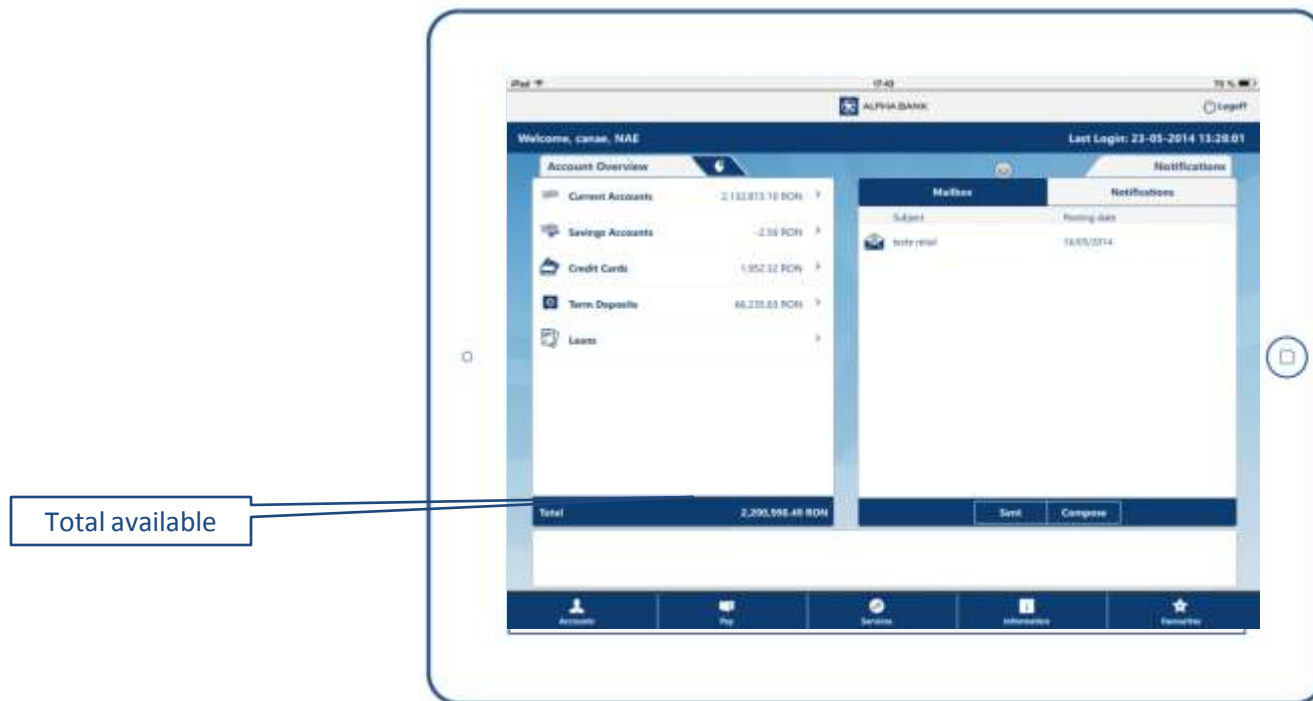 iPad 17:43 70 %
ALPHA BANK Logoff
Welcome, canae, NAE Last Login: 23-05-2014 13:28:01
Account Overview Notifications
Current Accounts 2,132,813.10 RON
Savings Accounts -2.56 RON
Credit Cards 1,952.32 RON
Term Deposits 66,235.63 RON
Loans
Mailbox Notifications
Subject Posting date
teste retail 16/05/2014
Total available
Total 2,200,998.49 RON
Sent Compose
Accounts Pay Services Information Favourites